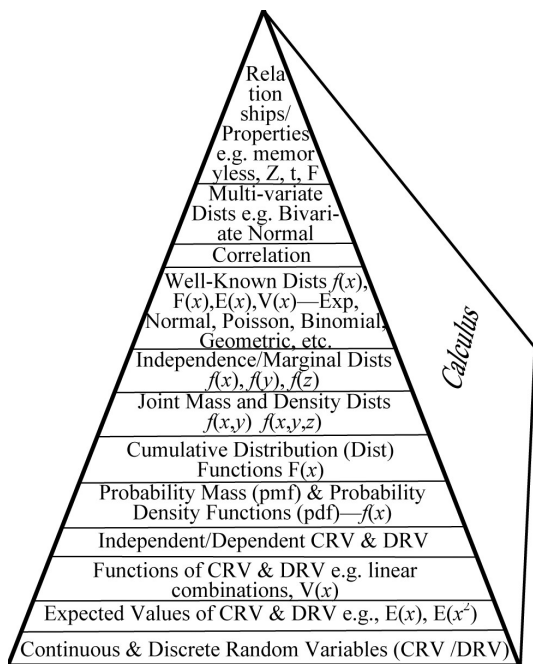 Rela
tion
ships/
Properties
e.g. memor
yless, Z, t, F
Multi-variate
Dists e.g. Bivari-
ate Normal
Correlation
Well-Known Dists f(x),
F(x),E(x),V(x)—Exp,
Normal, Poisson, Binomial,
Geometric, etc.
Independence/Marginal Dists
f(x), f(y), f(z)
Joint Mass and Density Dists
f(x,y) f(x,y,z)
Cumulative Distribution (Dist)
Functions F(x)
Probability Mass (pmf) & Probability
Density Functions (pdf)—f(x)
Independent/Dependent CRV & DRV
Functions of CRV & DRV e.g. linear
combinations, V(x)
Expected Values of CRV & DRV e.g., E(x), E(x²)
Continuous & Discrete Random Variables (CRV /DRV)
Calculus